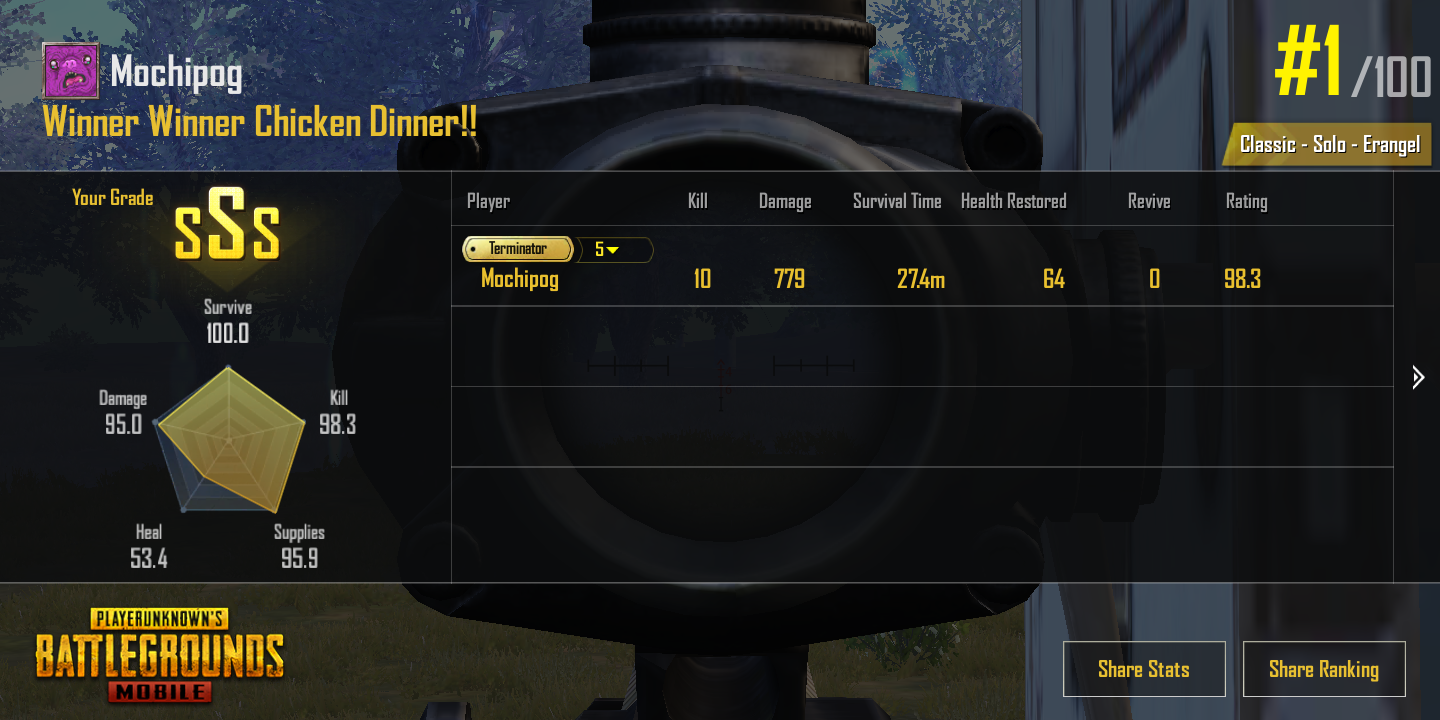 Mochipog
Winner Winner Chicken Dinner!!
#1 /100
Classic - Solo - Erangel
Your Grade
SSS
Survive
100.0
Damage
95.0
Kill
98.3
Heal
53.4
Supplies
95.9
Player Kill Damage Survival Time Health Restored Revive Rating
Terminator 5
Mochipog 10 779 27.4m 64 0 98.3
PLAYERUNKNOWN'S
BATTLEGROUNDS
MOBILE
Share Stats
Share Ranking